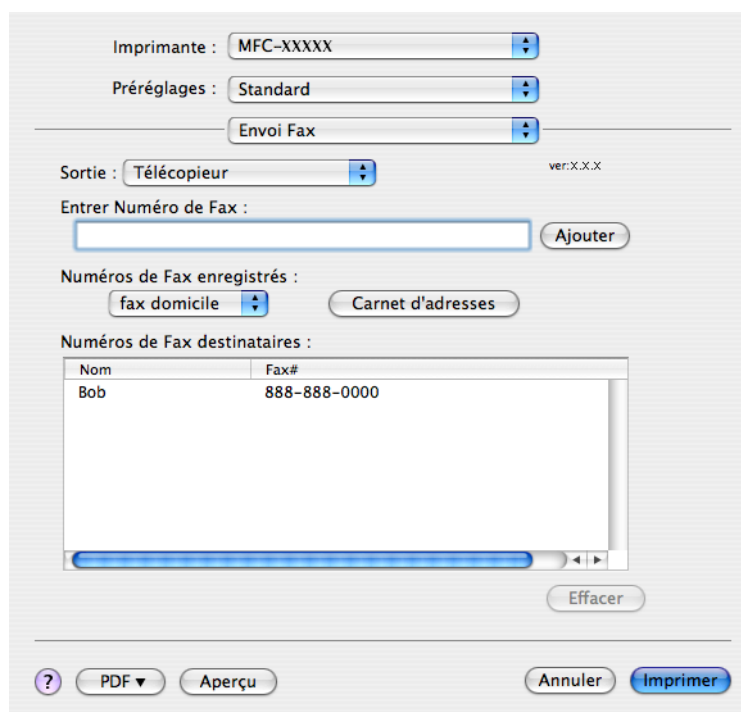 Imprimante : MFC-XXXXX
Préréglages : Standard
Envoi Fax
Sortie : Télécopieur ver:X.X.X
Entrer Numéro de Fax :
Ajouter
Numéros de Fax enregistrés :
fax domicile Carnet d'adresses
Numéros de Fax destinataires :
Nom Fax#
Bob 888-888-0000
Effacer
? PDF▼ Aperçu Annuler Imprimer